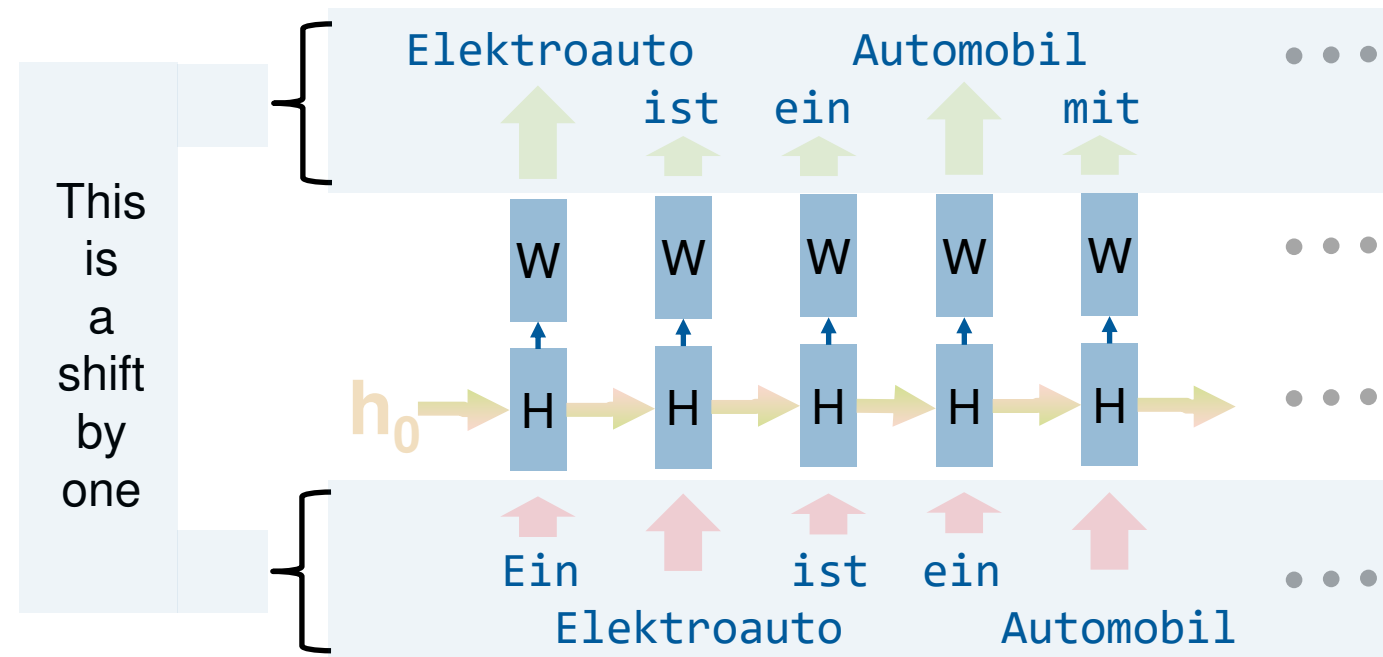 This
is
a
shift
by
one
Elektroauto Automobil
ist ein mit
W W W W W
h0 H H H H H
Ein ist ein
Elektroauto Automobil